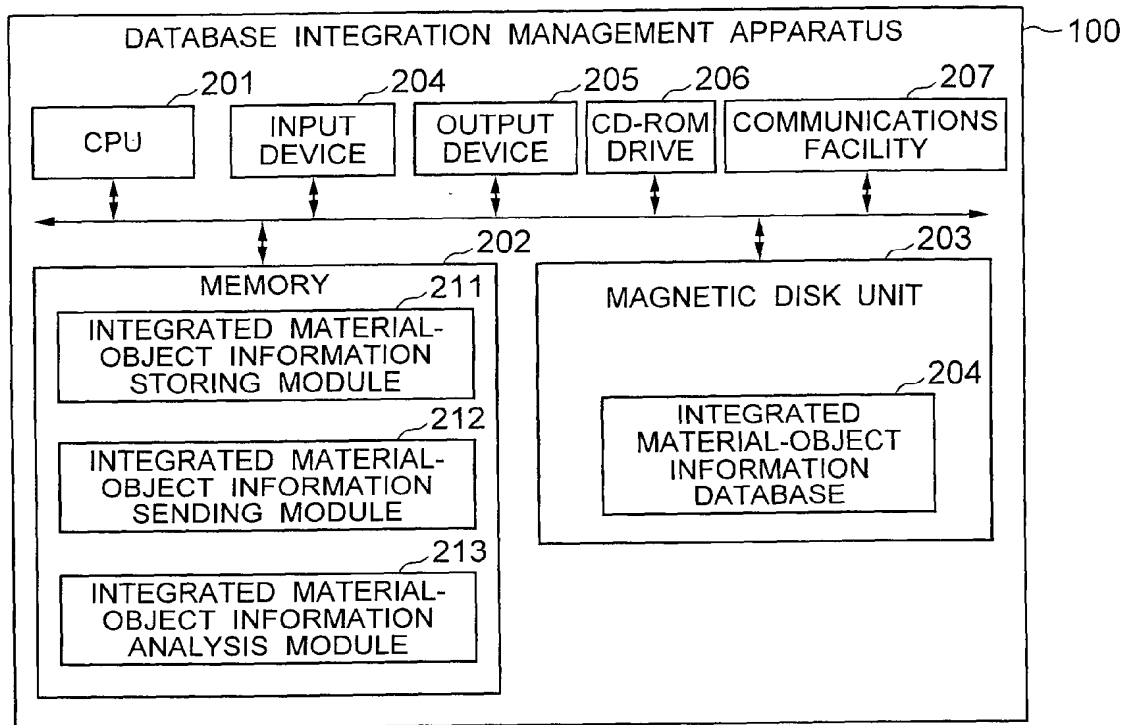 DATABASE INTEGRATION MANAGEMENT APPARATUS
100
201
204
205
206
207
CPU
INPUT
DEVICE
OUTPUT
DEVICE
CD-ROM
DRIVE
COMMUNICATIONS
FACILITY
202
MEMORY
211
INTEGRATED MATERIAL-
OBJECT INFORMATION
STORING MODULE
212
INTEGRATED MATERIAL-
OBJECT INFORMATION
SENDING MODULE
213
INTEGRATED MATERIAL-
OBJECT INFORMATION
ANALYSIS MODULE
203
MAGNETIC DISK UNIT
204
INTEGRATED
MATERIAL-OBJECT
INFORMATION
DATABASE